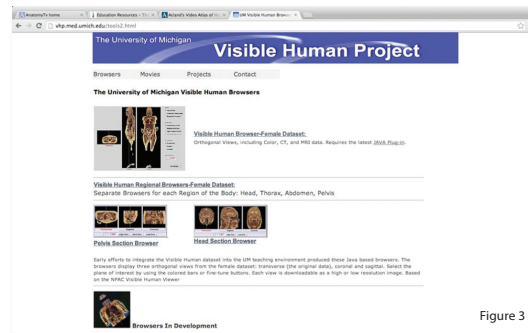 AnatomyTv home
Education Resources - Th
Acland's Video Atlas of Hu
UM Visible Human Browser
vhp.med.umich.edu/tools2.html
The University of Michigan
Visible Human Project
Browsers Movies Projects Contact
The University of Michigan Visible Human Browsers
Visible Human Browser-Female Dataset:
Orthogonal Views, including Color, CT, and MRI data. Requires the latest JAVA Plug-in.
Visible Human Regional Browsers-Female Dataset:
Separate Browsers for each Region of the Body: Head, Thorax, Abdomen, Pelvis
Pelvis Section Browser
Head Section Browser
Early efforts to integrate the Visible Human dataset into the UM teaching environment produced these Java based browsers. The
browsers display three orthogonal views from the female dataset: transverse (the original data), coronal and sagittal. Select the
plane of interest by using the colored bars or fine-tune buttons. Each view is downloadable as a high or low resolution image. Based
on the NPAC Visible Human Viewer
Browsers In Development
Figure 3